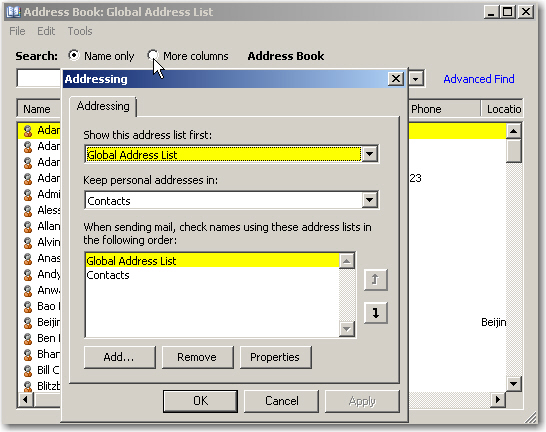 Address Book: Global Address List
File Edit Tools
Search: Name only More columns Address Book
Advanced Find
Name Phone Locatio
Addressing
Addressing
Show this address list first:
Global Address List
Keep personal addresses in:
Contacts
When sending mail, check names using these address lists in
the following order:
Global Address List
Contacts
Add... Remove Properties
OK Cancel Apply
Adar
Adar
Adar
Adar 23
Admi
Aless
Allan
Alvin
Anas
Andy
Anwa
Bao
Beijin Beijin
Ben
Bhar
Bill C
Blitzb